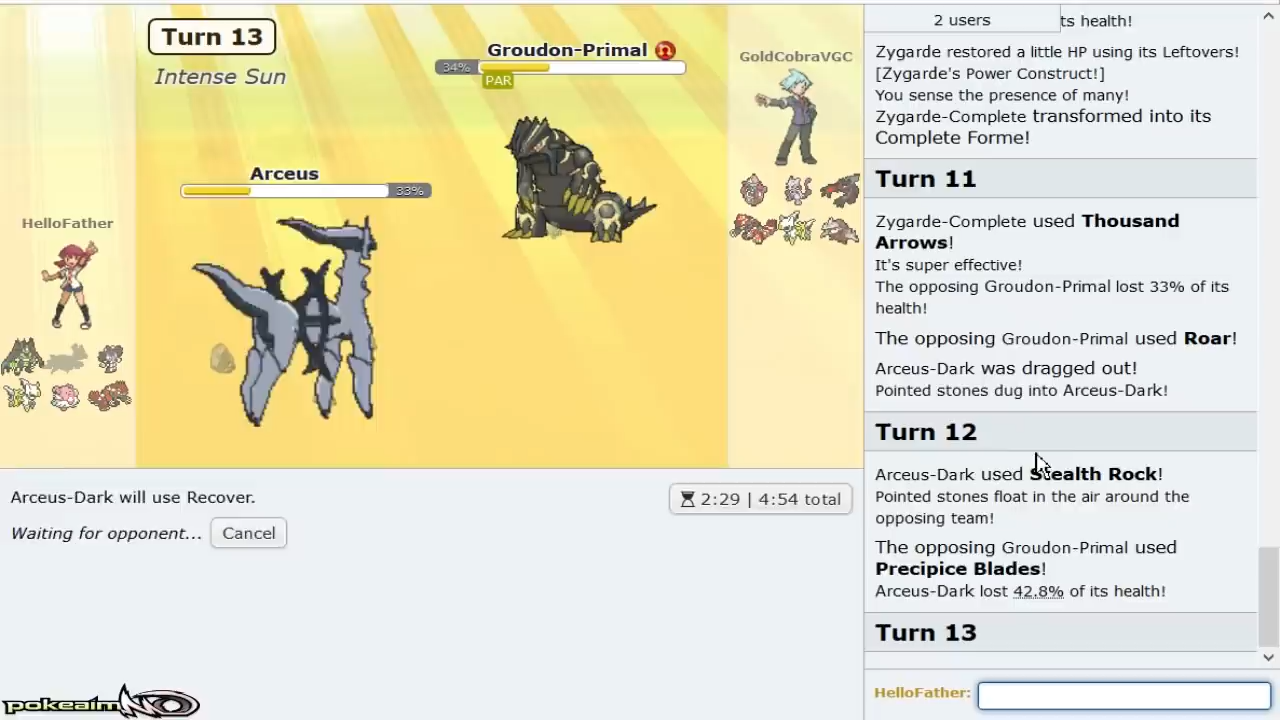 Turn 13
Intense Sun
Groudon-Primal
34%
PAR
GoldCobraVGC
Arceus
33%
HelloFather
Arceus-Dark will use Recover.
2:29 | 4:54 total
Waiting for opponent...
Cancel
pokeaim
2 users
ts health!
Zygarde restored a little HP using its Leftovers!
[Zygarde's Power Construct!]
You sense the presence of many!
Zygarde-Complete transformed into its
Complete Forme!
Turn 11
Zygarde-Complete used Thousand
Arrows!
It's super effective!
The opposing Groudon-Primal lost 33% of its
health!
The opposing Groudon-Primal used Roar!
Arceus-Dark was dragged out!
Pointed stones dug into Arceus-Dark!
Turn 12
Arceus-Dark used Stealth Rock!
Pointed stones float in the air around the
opposing team!
The opposing Groudon-Primal used
Precipice Blades!
Arceus-Dark lost 42.8% of its health!
Turn 13
HelloFather: